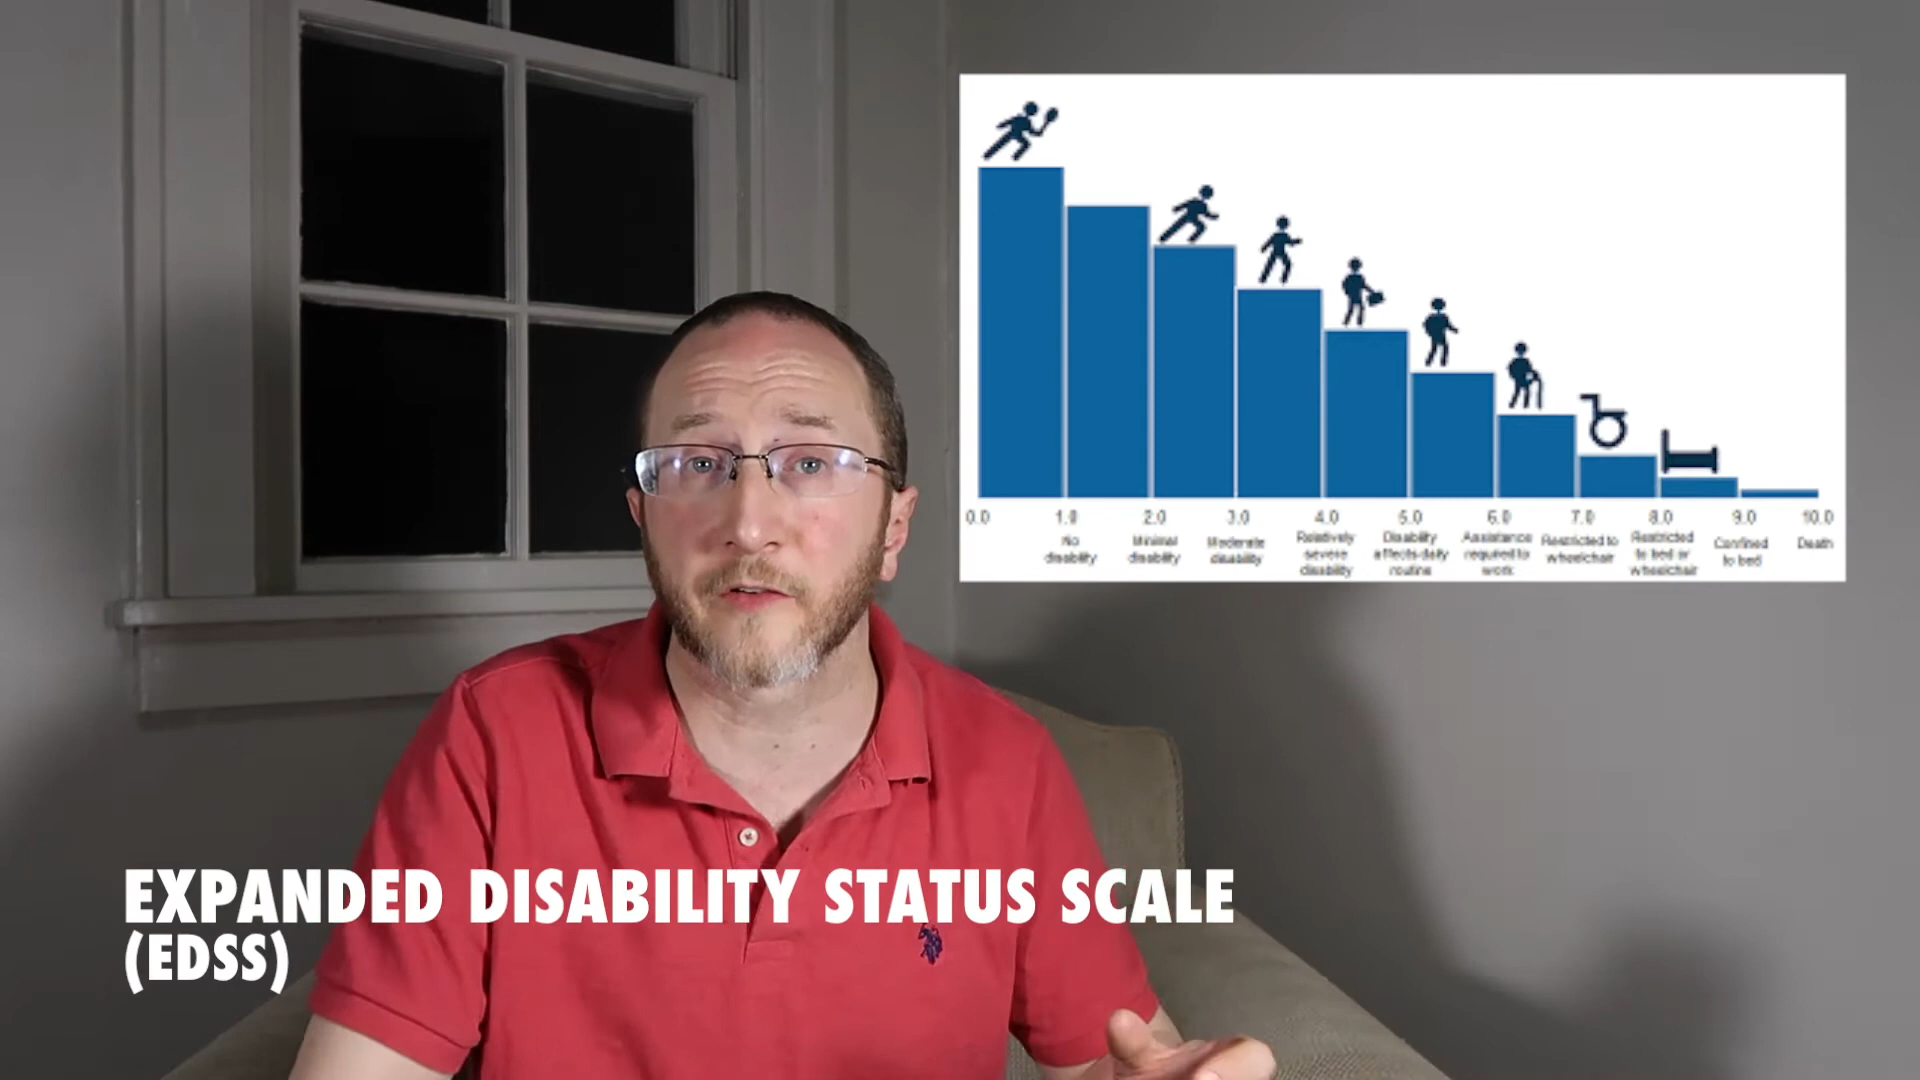 0.0 1.0 2.0 3.0 4.0 5.0 6.0 7.0 8.0 9.0 10.0
No
disability
Minimal
disability
Moderate
disability
Relatively
severe
disability
Disability
affects daily
routine
Assistance
required to
work
Restricted to
wheelchair
Restricted
to bed or
wheelchair
Confined
to bed
Death
EXPANDED DISABILITY STATUS SCALE
(EDSS)